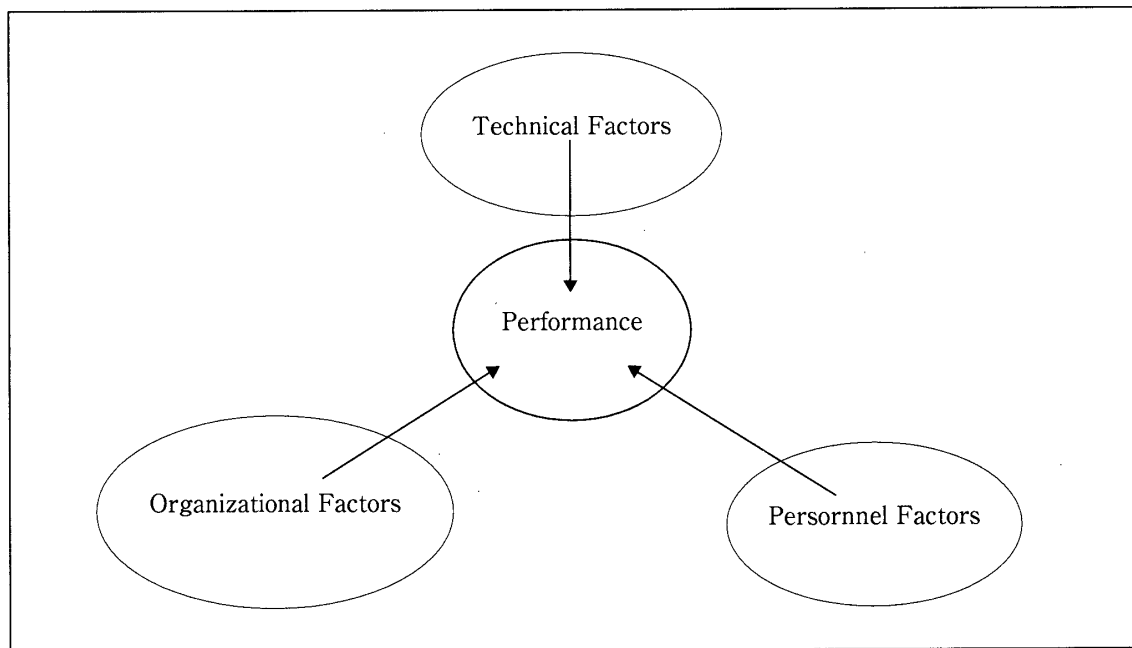 Technical Factors
Performance
Organizational Factors
Persornnel Factors